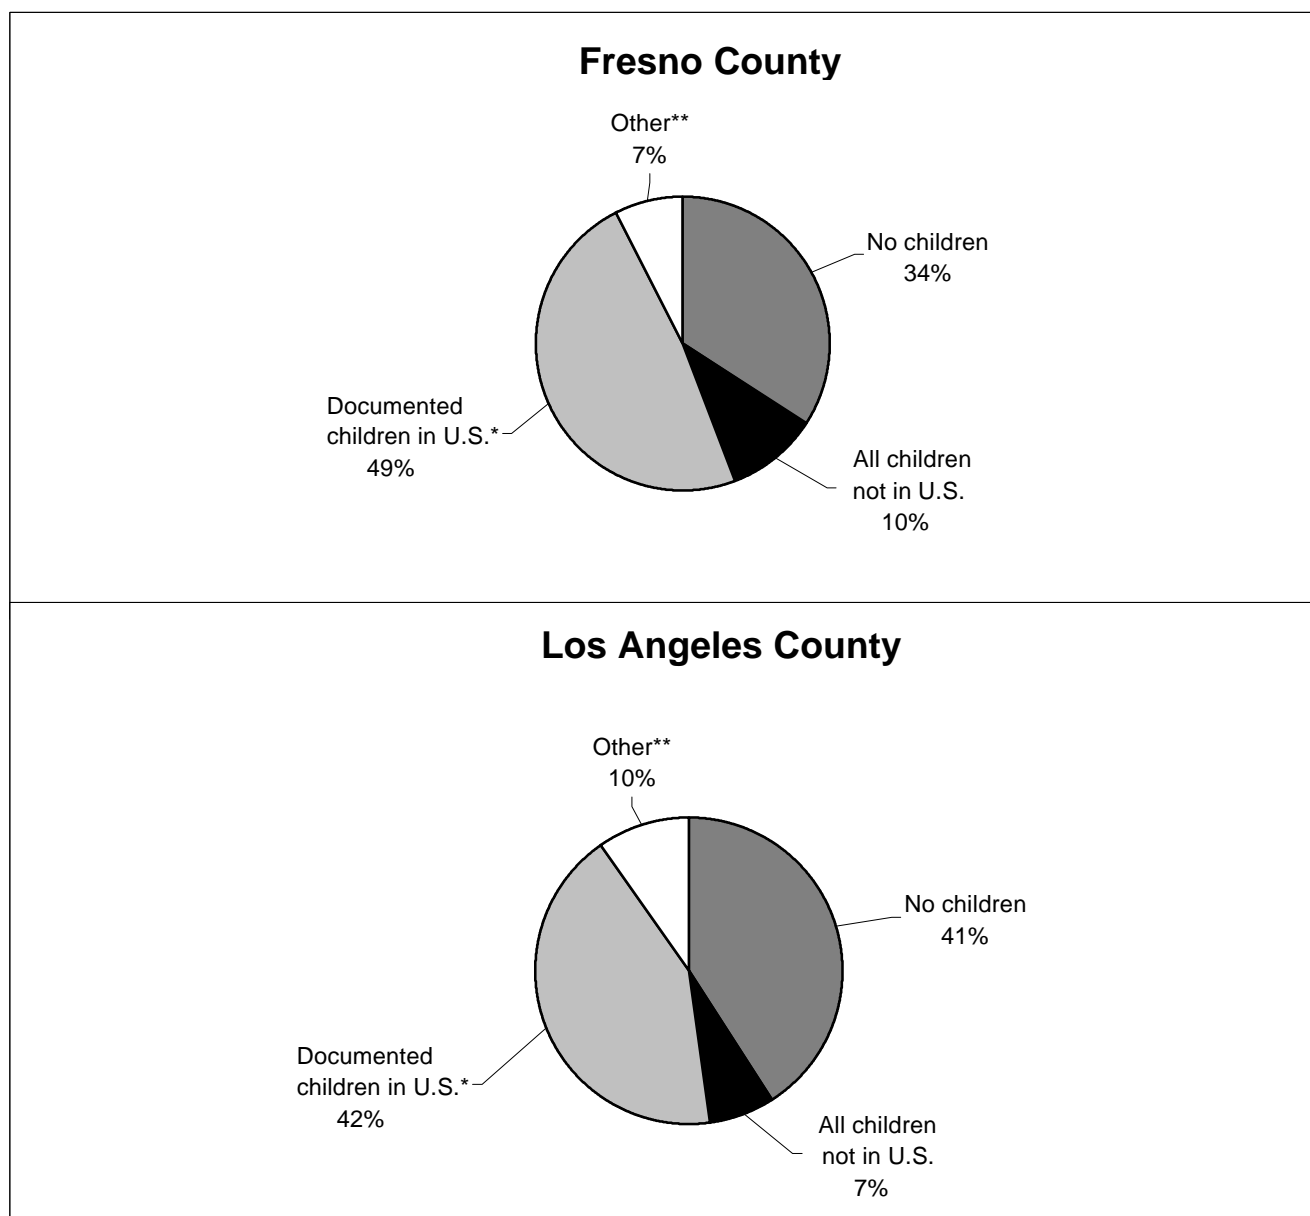 Fresno County
Other**
7%
No children
34%
Documented
children in U.S.*
49%
All children
not in U.S.
10%
Los Angeles County
Other**
10%
No children
41%
Documented
children in U.S.*
42%
All children
not in U.S.
7%